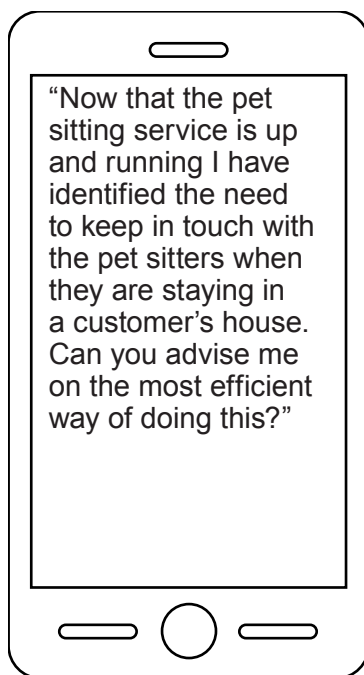 “Now that the pet
sitting service is up
and running I have
identified the need
to keep in touch with
the pet sitters when
they are staying in
a customer’s house.
Can you advise me
on the most efficient
way of doing this?”